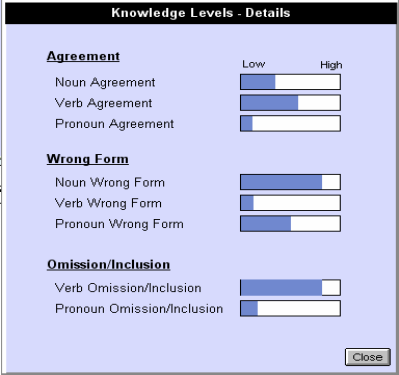 Knowledge Levels - Details
Agreement
Low High
Noun Agreement
Verb Agreement
Pronoun Agreement
Wrong Form
Noun Wrong Form
Verb Wrong Form
Pronoun Wrong Form
Omission/Inclusion
Verb Omission/Inclusion
Pronoun Omission/Inclusion
Close